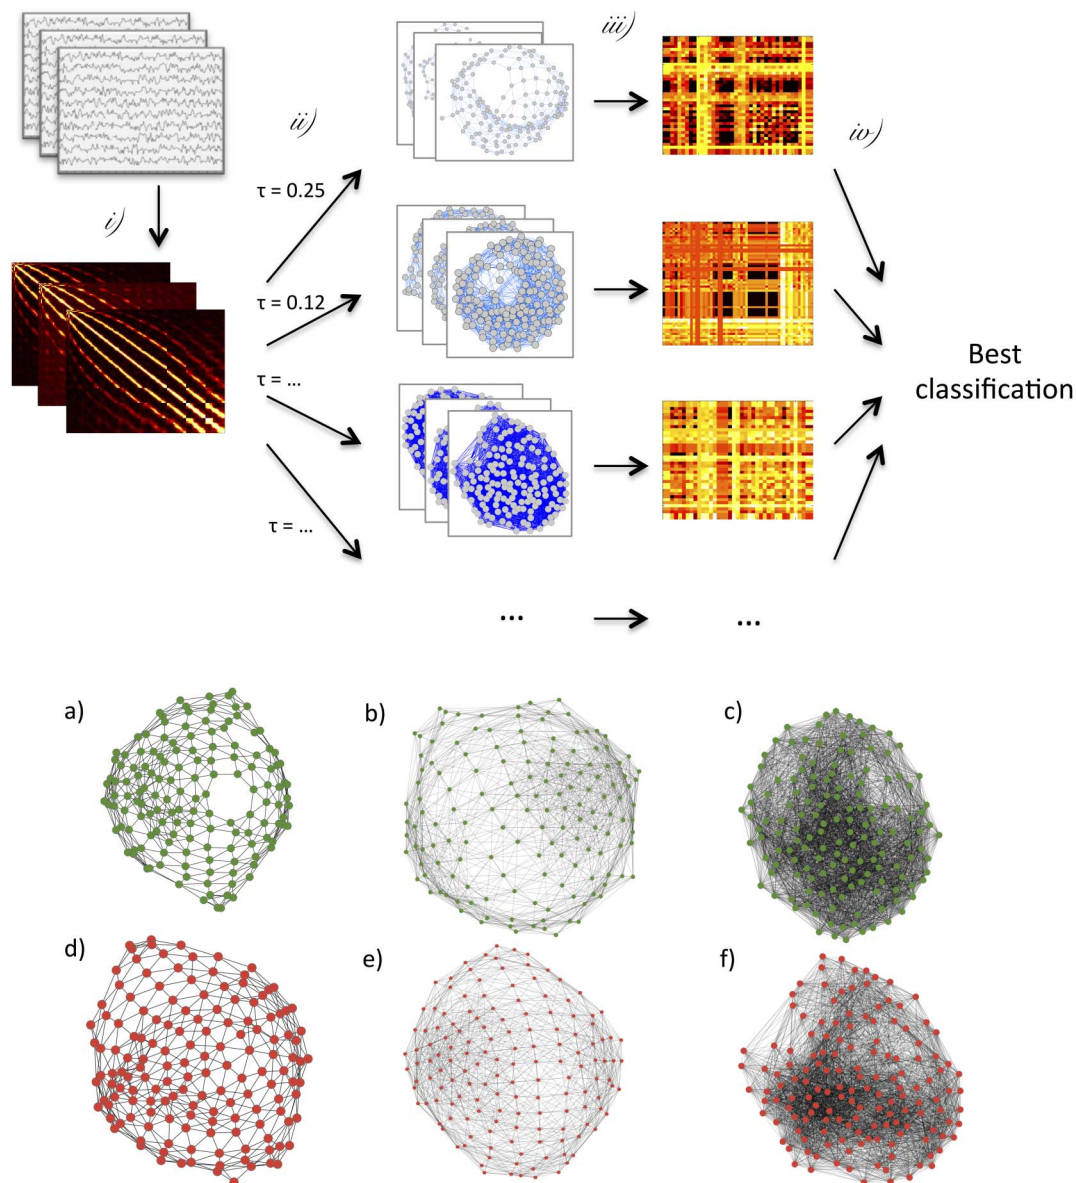 iii)
ii)
iv)
τ = 0.25
i)
τ = 0.12
τ = ...
Best
classification
τ = ...
...
...
a)
b)
c)
d)
e)
f)